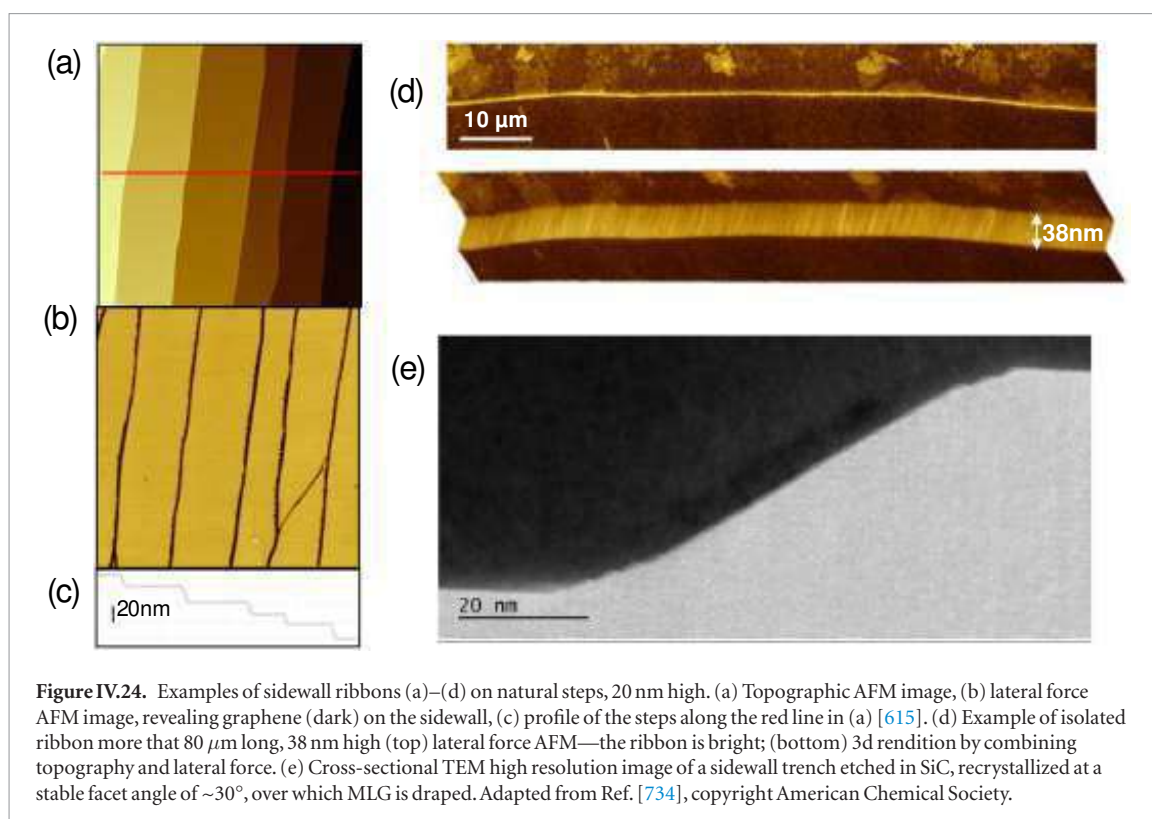 (a)
(b)
(c)
20nm
(d)
10 μm
38nm
(e)
20 nm
Figure IV.24. Examples of sidewall ribbons (a)–(d) on natural steps, 20 nm high. (a) Topographic AFM image, (b) lateral force
AFM image, revealing graphene (dark) on the sidewall, (c) profile of the steps along the red line in (a) [615]. (d) Example of isolated
ribbon more that 80 μm long, 38 nm high (top) lateral force AFM—the ribbon is bright; (bottom) 3d rendition by combining
topography and lateral force. (e) Cross-sectional TEM high resolution image of a sidewall trench etched in SiC, recrystallized at a
stable facet angle of ~30°, over which MLG is draped. Adapted from Ref. [734], copyright American Chemical Society.